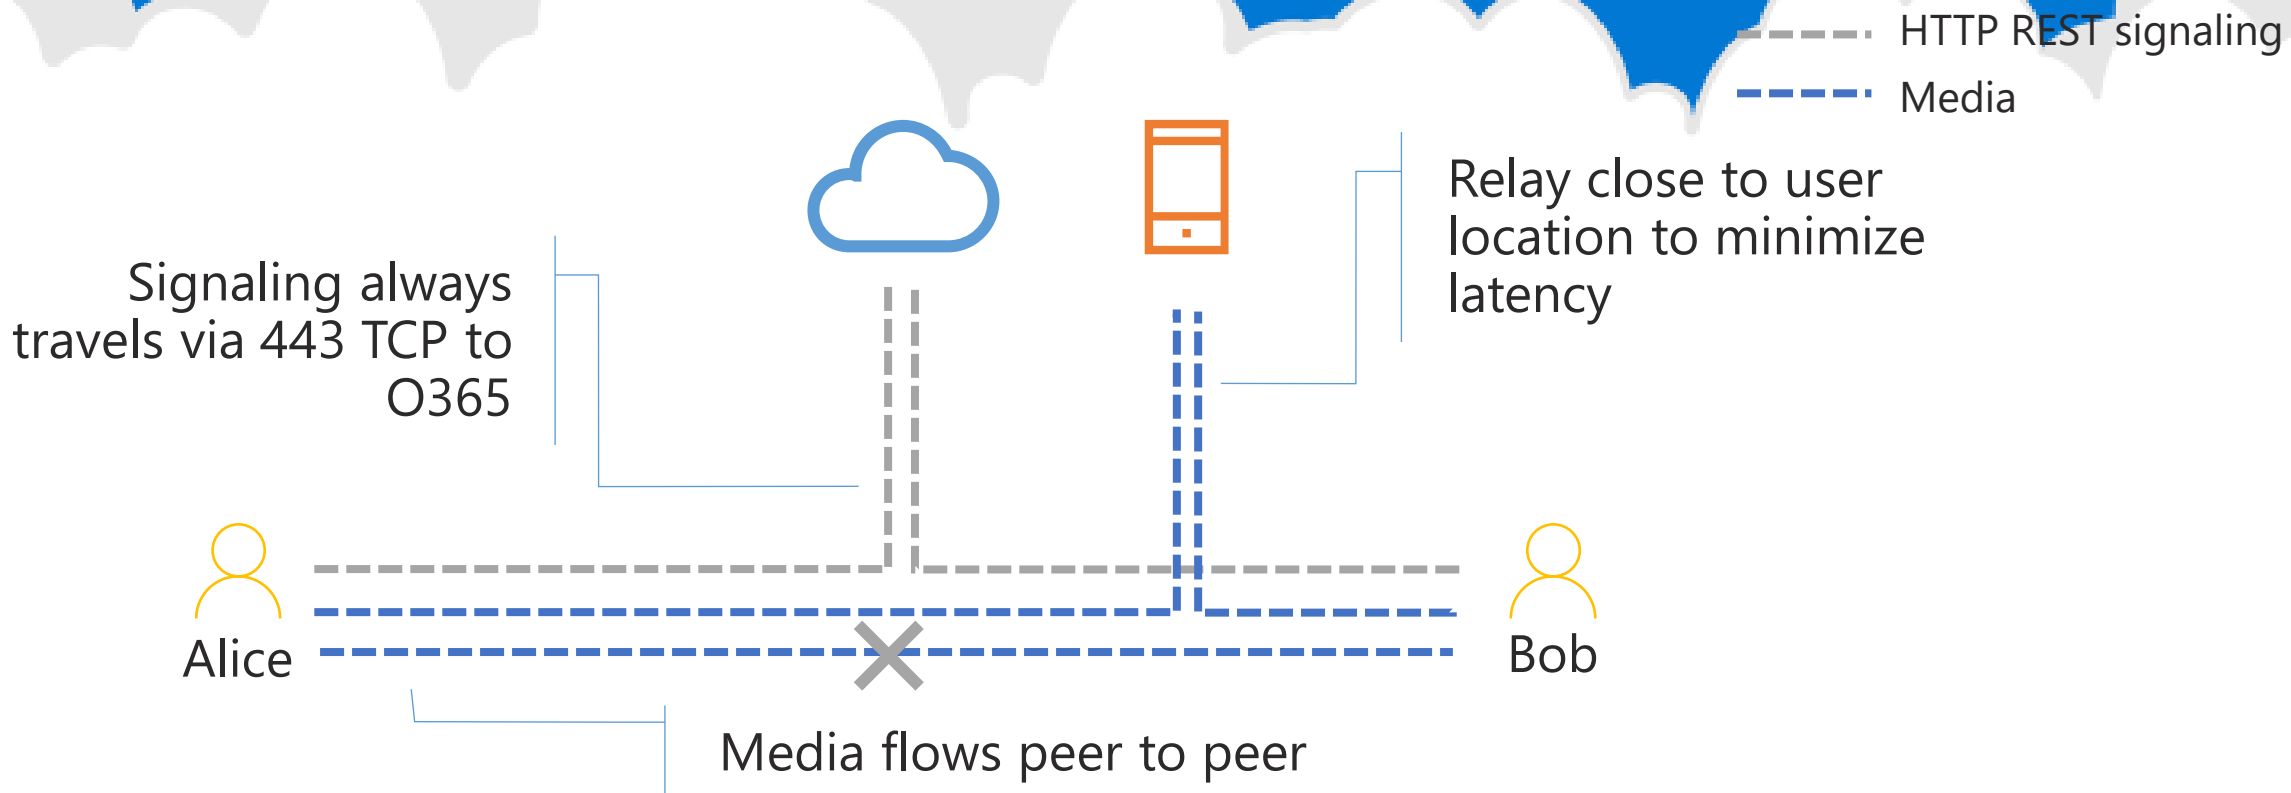 HTTP REST signaling
Media
Relay close to user
location to minimize
latency
Signaling always
travels via 443 TCP to
O365
Alice
Bob
Media flows peer to peer